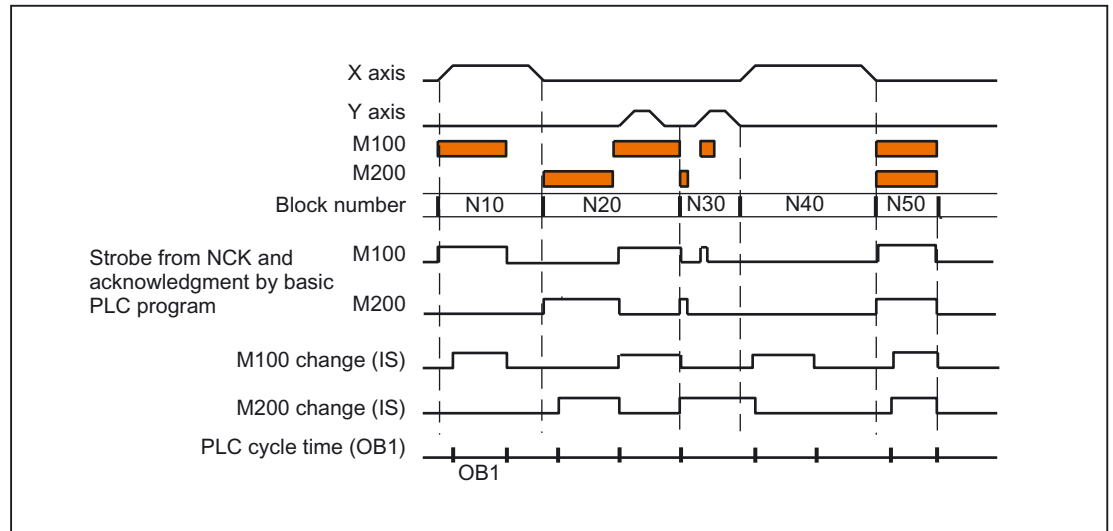 X axis
Y axis
M100
M200
Block number N10 N20 N30 N40 N50
Strobe from NCK and
acknowledgment by basic
PLC program
M100
M200
M100 change (IS)
M200 change (IS)
PLC cycle time (OB1)
OB1